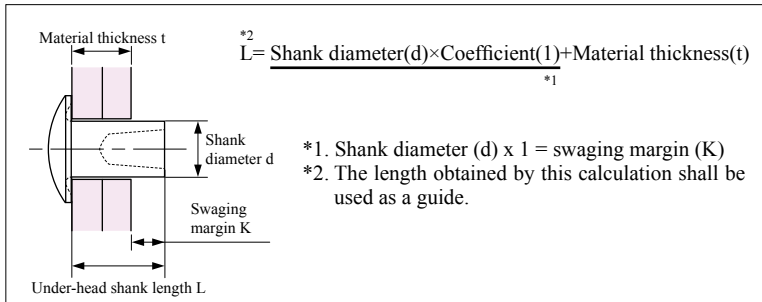 Material thickness t
*2
L= Shank diameter(d)×Coefficient(1)+Material thickness(t)
*1
Shank
diameter d
*1. Shank diameter (d) x 1 = swaging margin (K)
*2. The length obtained by this calculation shall be
used as a guide.
Swaging
margin K
Under-head shank length L